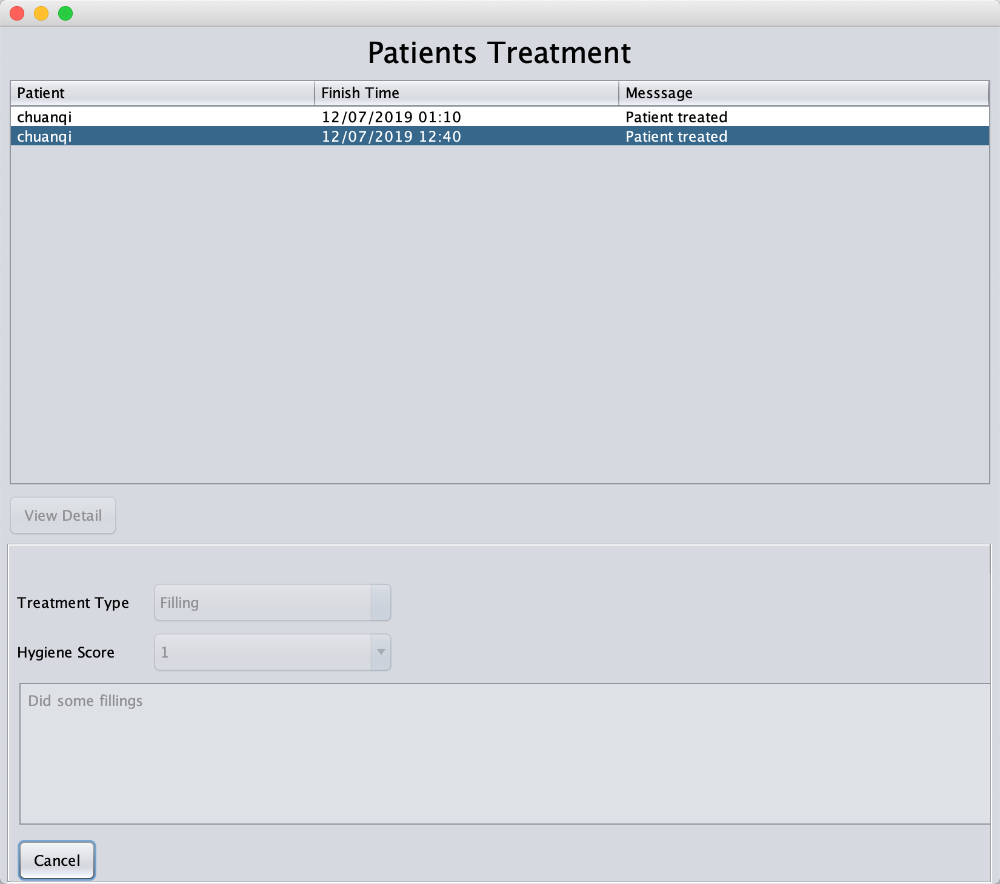 Patients Treatment
Patient Finish Time Messsage
chuanqi 12/07/2019 01:10 Patient treated
chuanqi 12/07/2019 12:40 Patient treated
View Detail
Treatment Type Filling
Hygiene Score 1
Did some fillings
Cancel